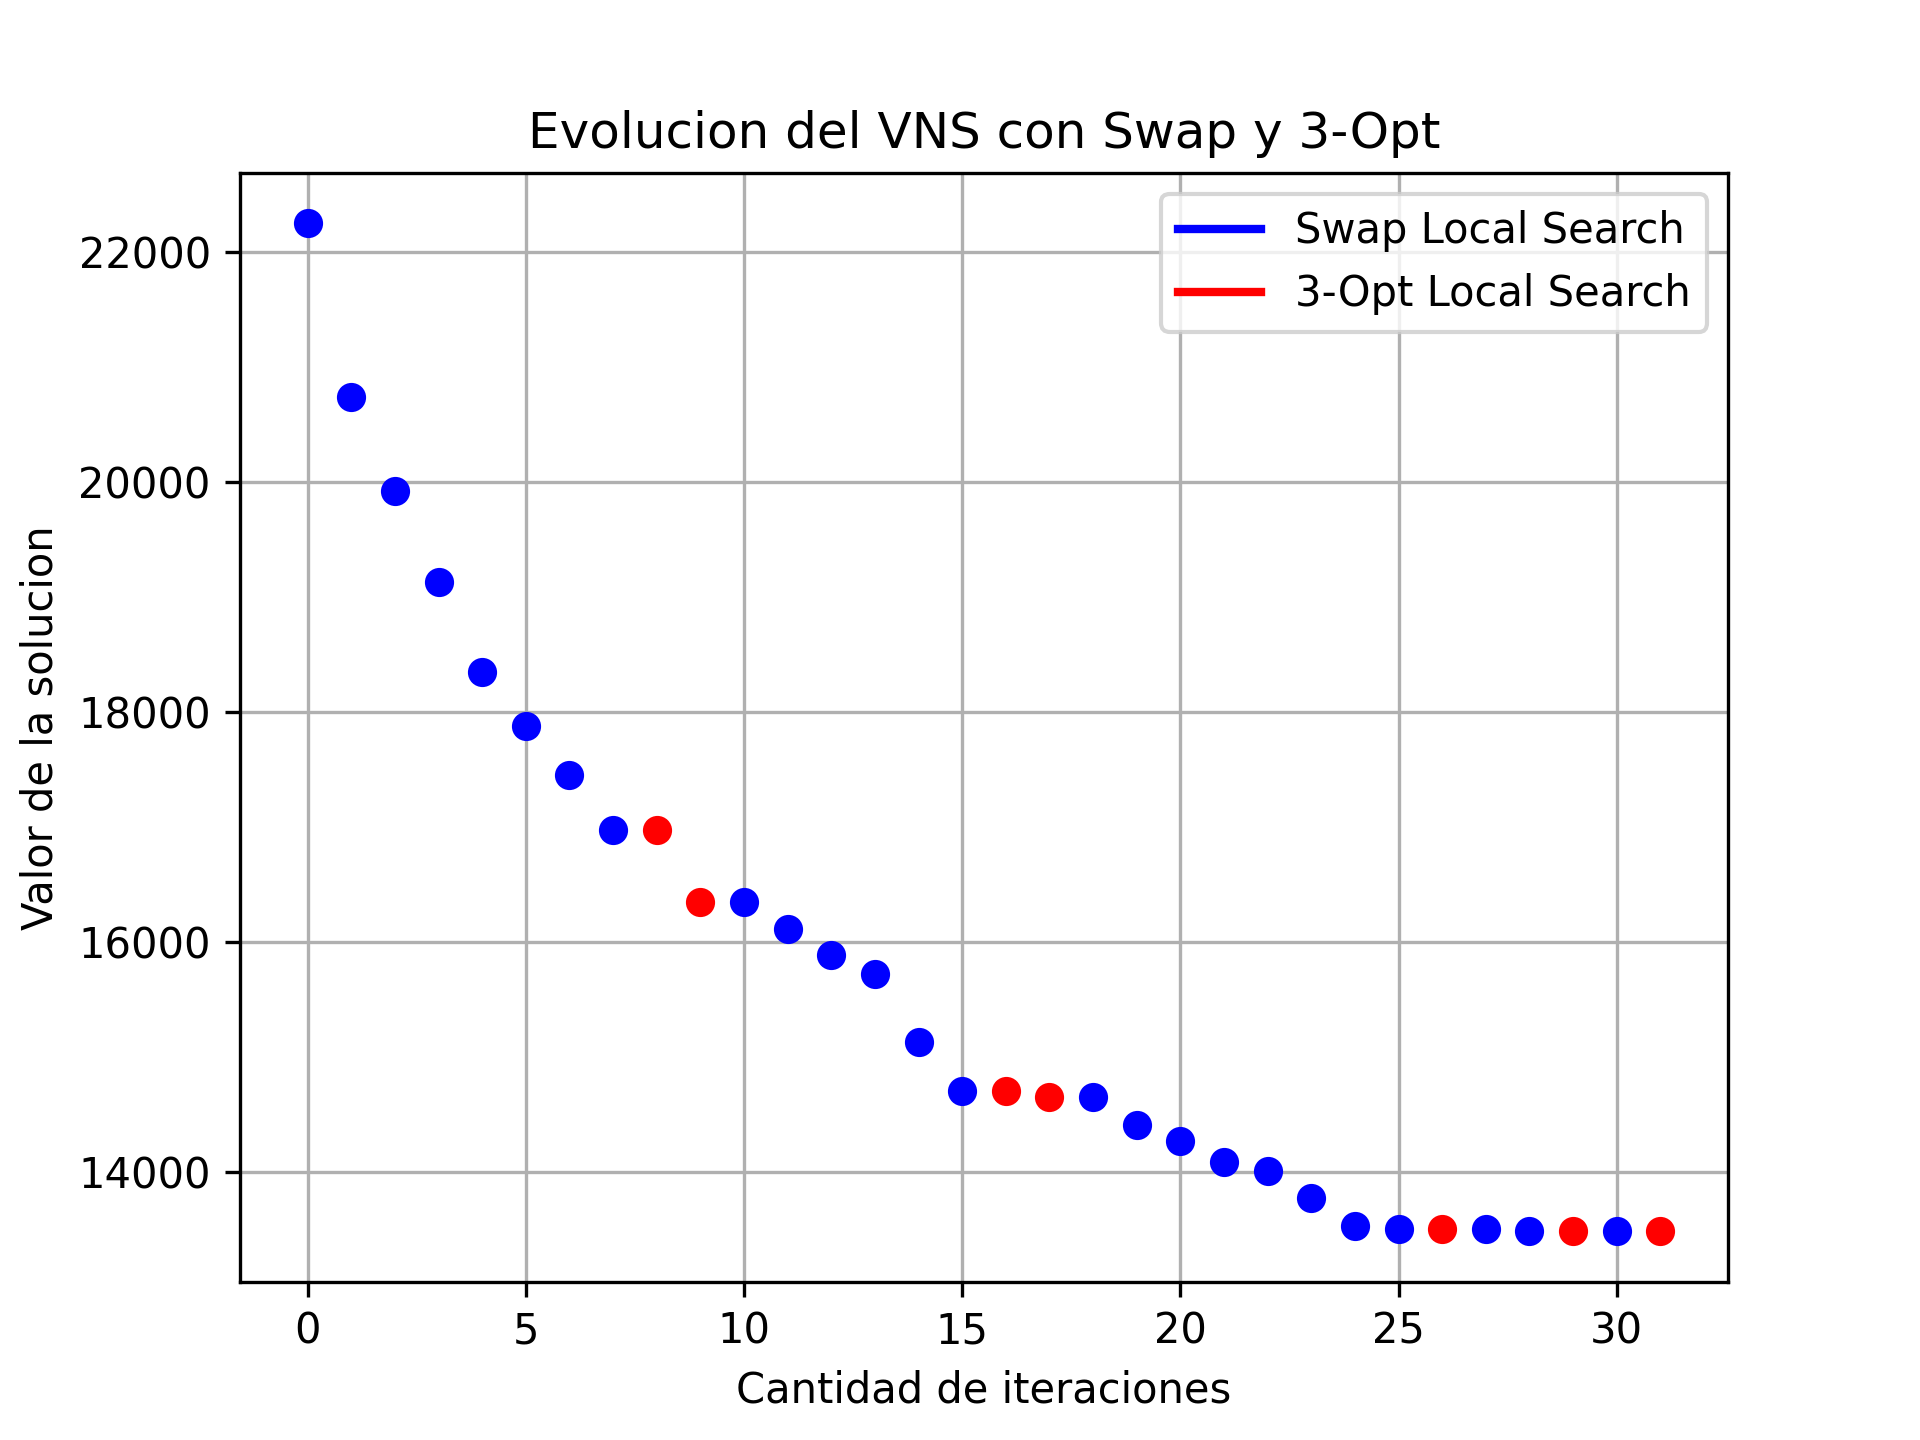 Evolucion del VNS con Swap y 3-Opt
Swap Local Search
3-Opt Local Search
Valor de la solucion
22000
20000
18000
16000
14000
0 5 10 15 20 25 30
Cantidad de iteraciones